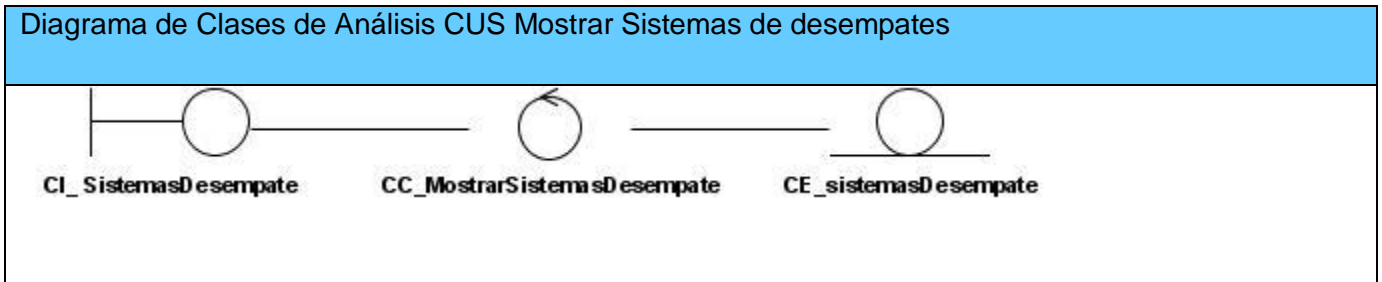 Diagrama de Clases de Análisis CUS Mostrar Sistemas de desempates
CI_ SistemasDesempate CC_MostrarSistemasDesempate CE_sistemasDesempate